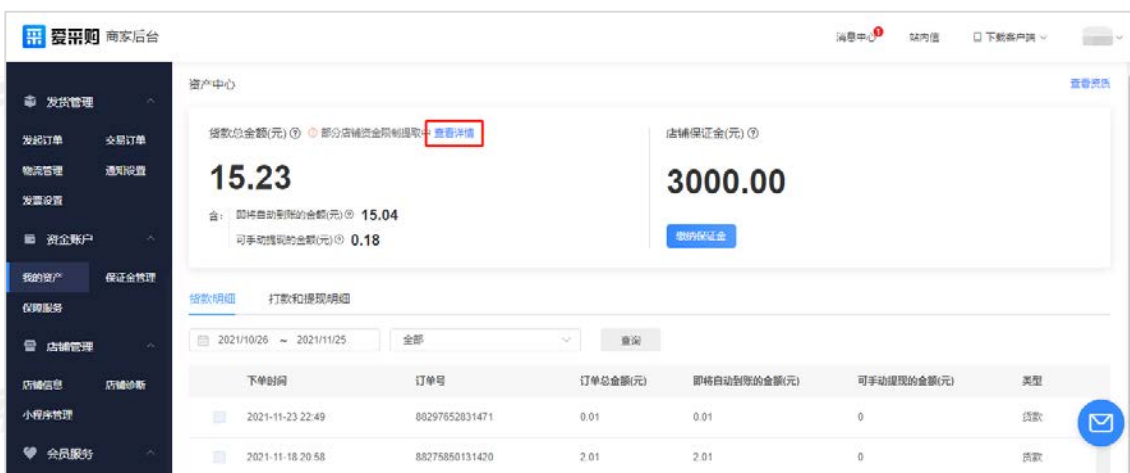 采 爱采购 商家后台
消息中心 1 站内信 下载客户端
资产中心
查看资质
发货管理
发起订单 交易订单
物流管理 通知设置
发票设置
资金账户
我的资产 保证金管理
保障服务
店铺管理
店铺信息 店铺诊断
小程序管理
会员服务
货款总金额(元) 部分店铺资金限制提取中 查看详情
15.23
含: 即将自动到账的金额(元) 15.04
可手动提现的金额(元) 0.18
店铺保证金(元)
3000.00
缴纳保证金
货款明细 打款和提现明细
2021/10/26 ~ 2021/11/25 全部 查询
下单时间 订单号 订单总金额(元) 即将自动到账的金额(元) 可手动提现的金额(元) 类型
2021-11-23 22:49 88297652831471 0.01 0.01 0 货款
2021-11-18 20:58 88275850131420 2.01 2.01 0 货款